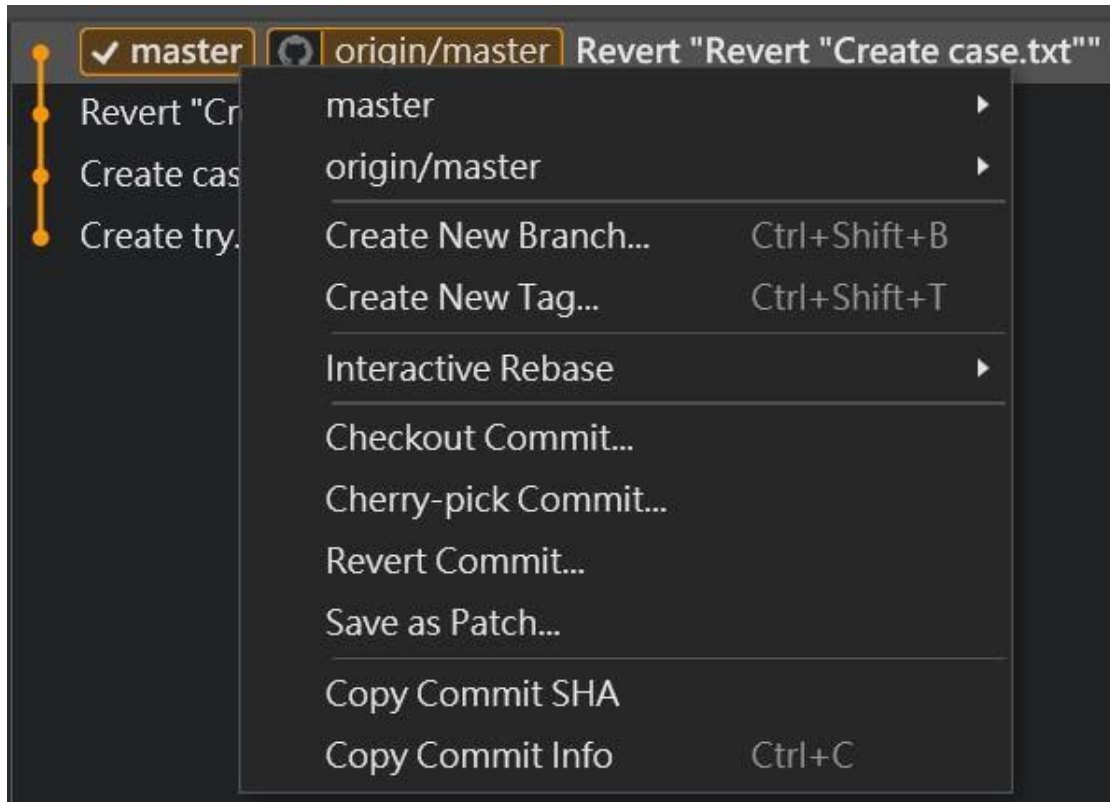 master origin/master Revert "Revert "Create case.txt""
Revert "Cr
Create cas
Create try.
master
origin/master
Create New Branch... Ctrl+Shift+B
Create New Tag... Ctrl+Shift+T
Interactive Rebase
Checkout Commit...
Cherry-pick Commit...
Revert Commit...
Save as Patch...
Copy Commit SHA
Copy Commit Info Ctrl+C